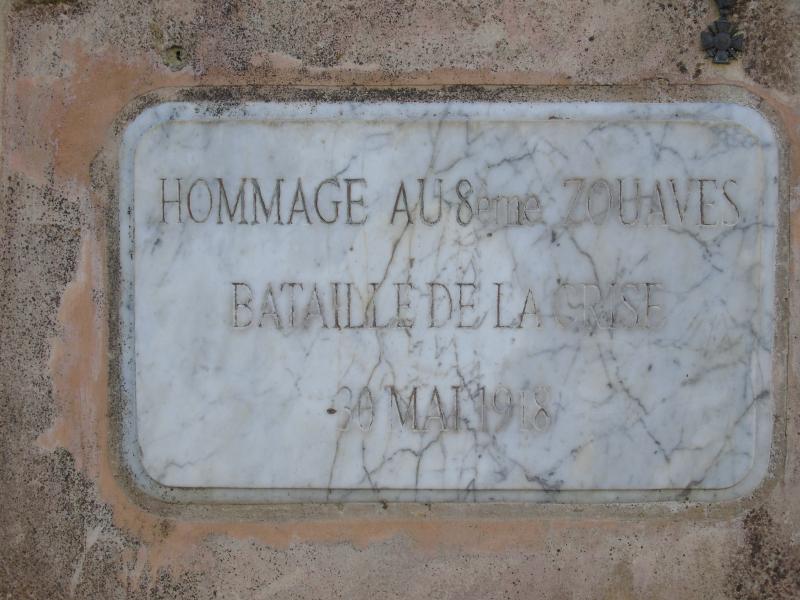 HOMMAGE AU 8ème ZOUAVES
BATAILLE DE LA CRISE
30 MAI 1918